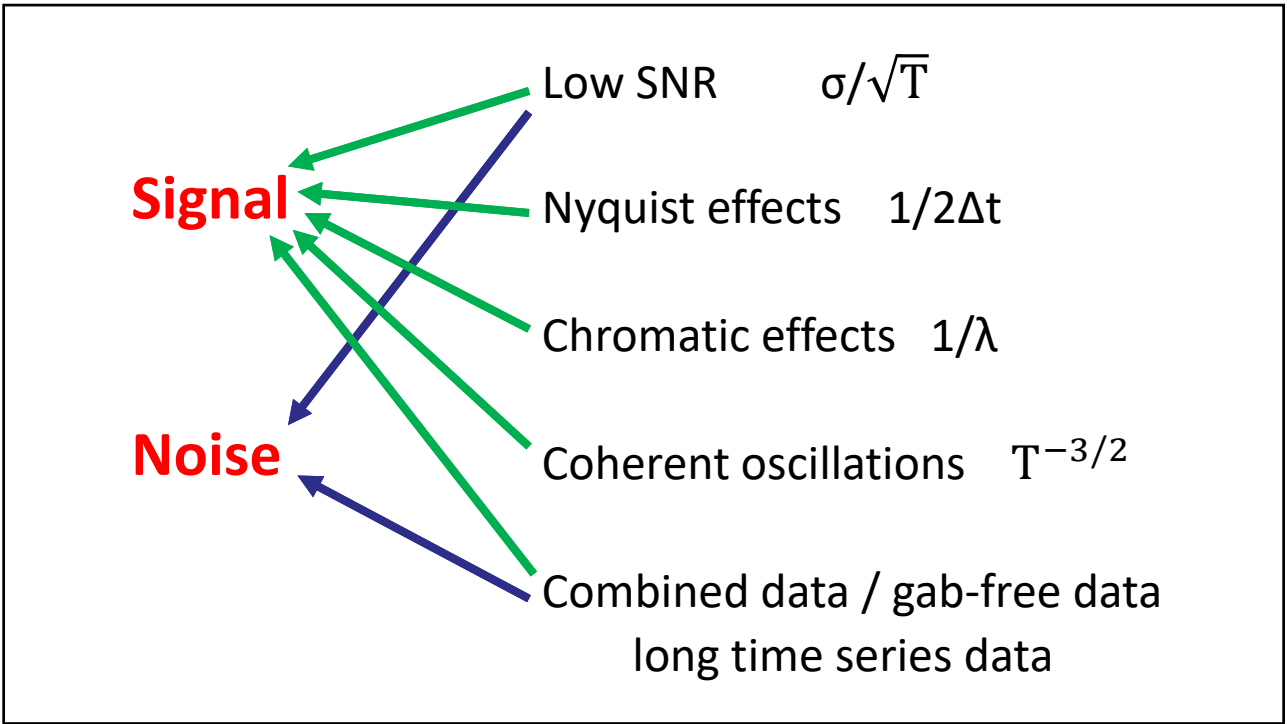 Low SNR σ/√T
Signal
Nyquist effects 1/2Δt
Chromatic effects 1/λ
Noise
Coherent oscillations T⁻³/²
Combined data / gab-free data
long time series data